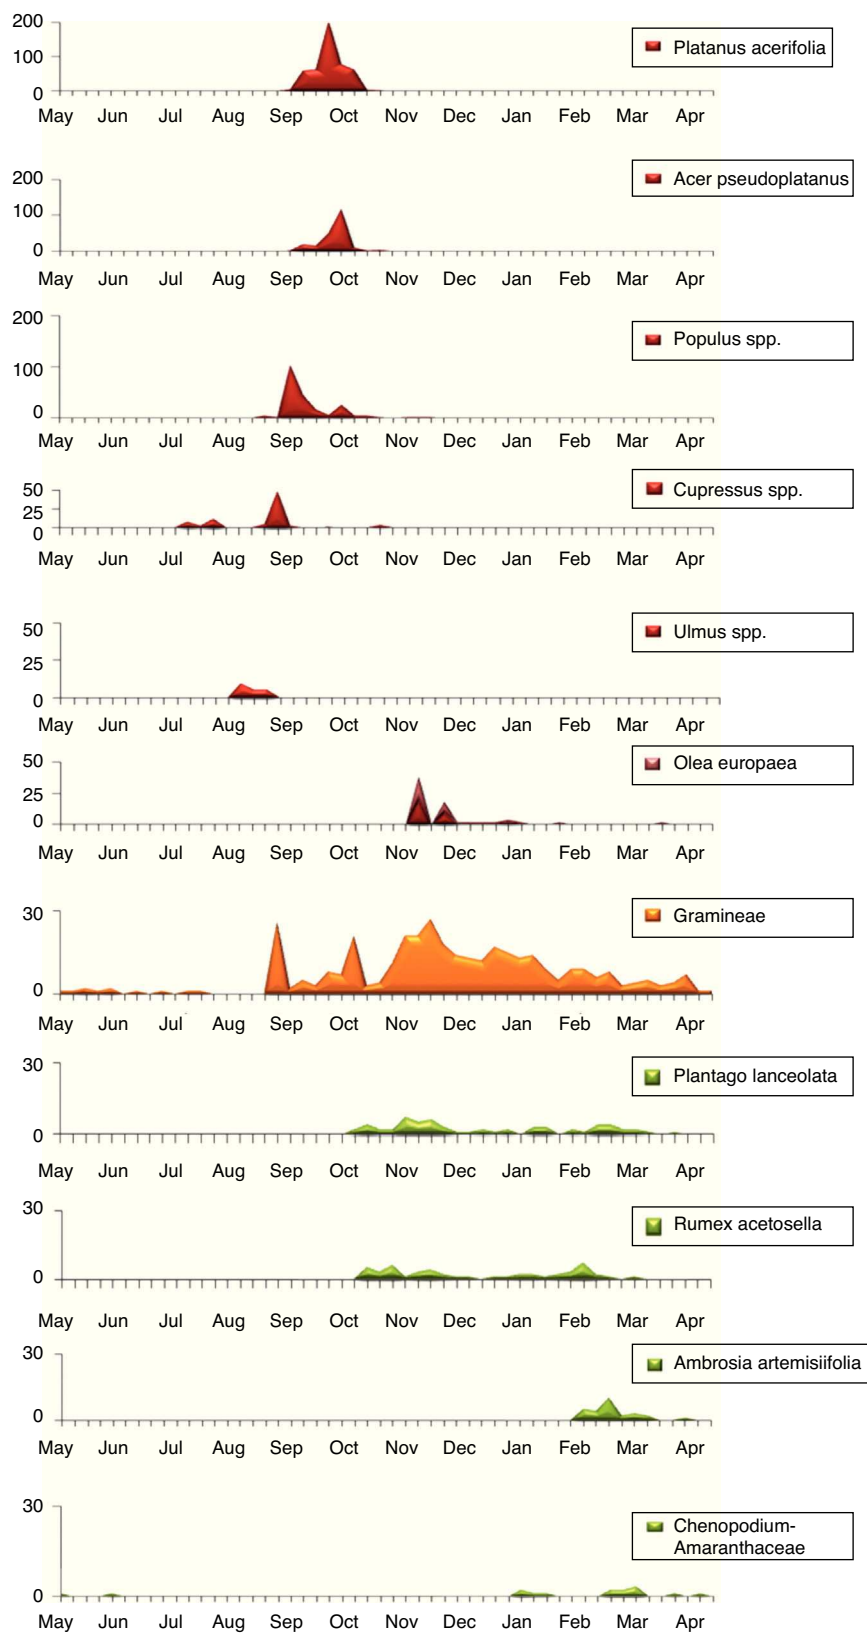 200
100
0
Platanus acerifolia
May Jun Jul Aug Sep Oct Nov Dec Jan Feb Mar Apr
200
100
0
Acer pseudoplatanus
May Jun Jul Aug Sep Oct Nov Dec Jan Feb Mar Apr
200
100
0
Populus spp.
May Jun Jul Aug Sep Oct Nov Dec Jan Feb Mar Apr
50
25
0
Cupressus spp.
May Jun Jul Aug Sep Oct Nov Dec Jan Feb Mar Apr
50
25
0
Ulmus spp.
May Jun Jul Aug Sep Oct Nov Dec Jan Feb Mar Apr
50
25
0
Olea europaea
May Jun Jul Aug Sep Oct Nov Dec Jan Feb Mar Apr
30
0
Gramineae
May Jun Jul Aug Sep Oct Nov Dec Jan Feb Mar Apr
30
0
Plantago lanceolata
May Jun Jul Aug Sep Oct Nov Dec Jan Feb Mar Apr
30
0
Rumex acetosella
May Jun Jul Aug Sep Oct Nov Dec Jan Feb Mar Apr
30
0
Ambrosia artemisiifolia
May Jun Jul Aug Sep Oct Nov Dec Jan Feb Mar Apr
30
0
Chenopodium-
Amaranthaceae
May Jun Jul Aug Sep Oct Nov Dec Jan Feb Mar Apr